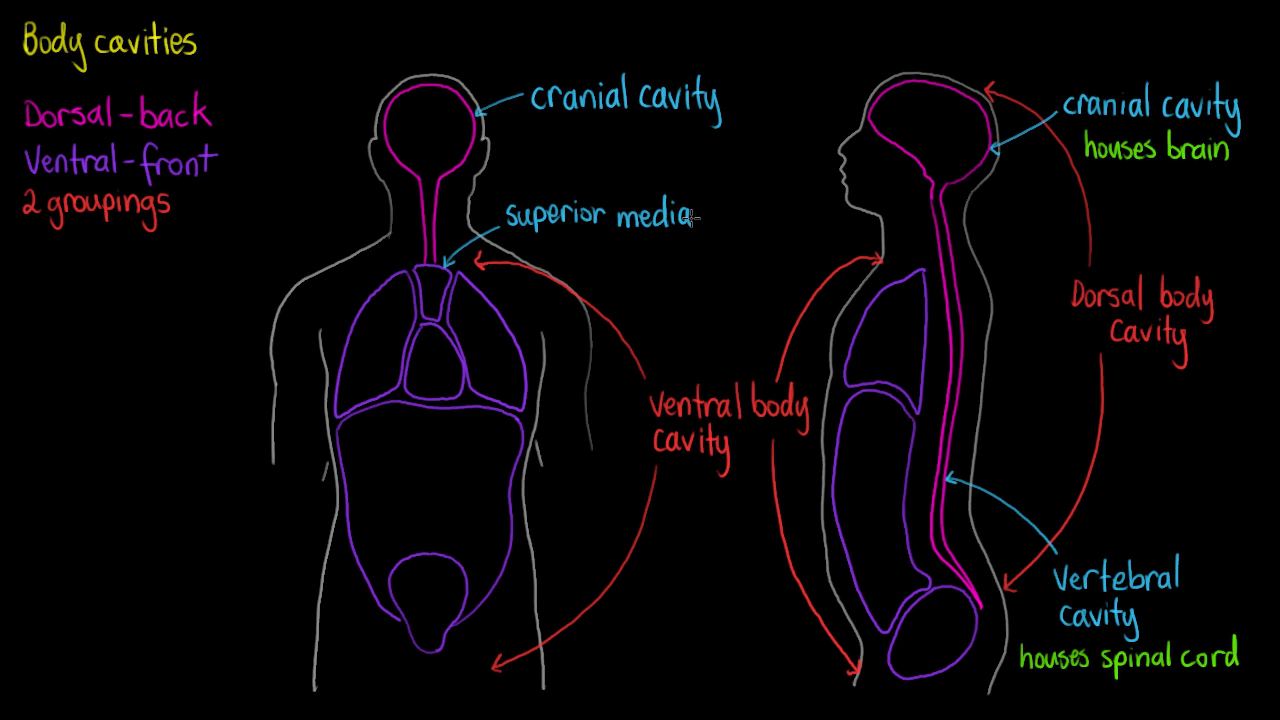 Body cavities
Dorsal-back
Ventral-front
2 groupings
cranial cavity
superior media
Ventral body
cavity
cranial cavity
houses brain
Dorsal body
Cavity
Vertebral
cavity
houses spinal cord